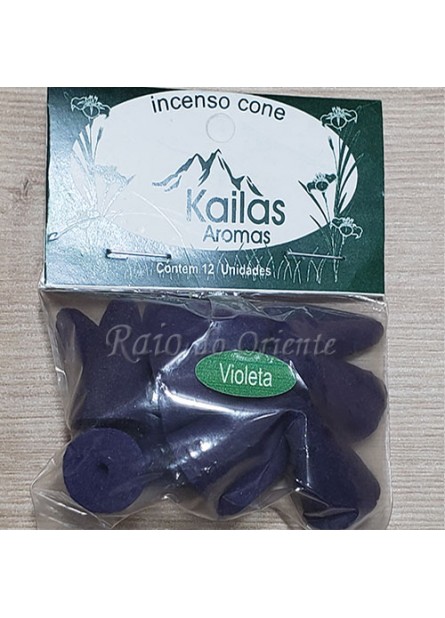 incenso cone
Kailas
Aromas
Contem 12 Unidades
Raio do Oriente
Violeta